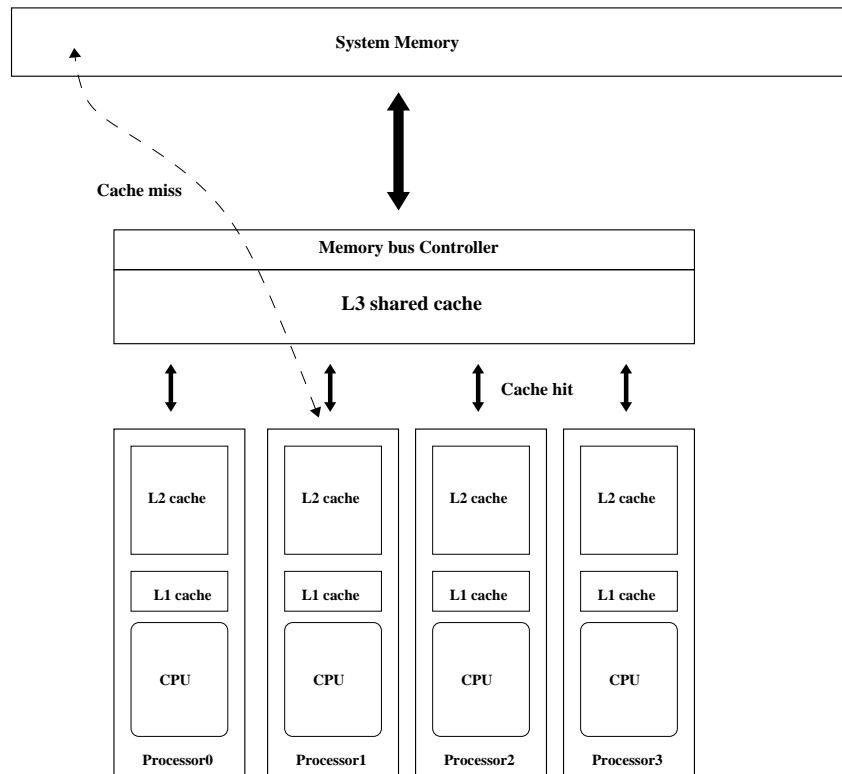 System Memory
Cache miss
Memory bus Controller
L3 shared cache
Cache hit
L2 cache
L2 cache
L2 cache
L2 cache
L1 cache
L1 cache
L1 cache
L1 cache
CPU
CPU
CPU
CPU
Processor0
Processor1
Processor2
Processor3